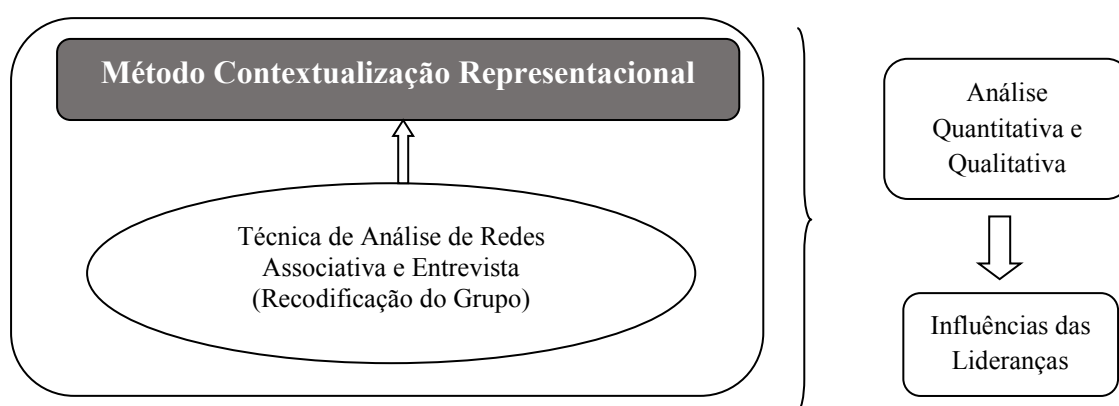 Método Contextualização Representacional
Técnica de Análise de Redes
Associativa e Entrevista
(Recodificação do Grupo)
Análise
Quantitativa e
Qualitativa
Influências das
Lideranças